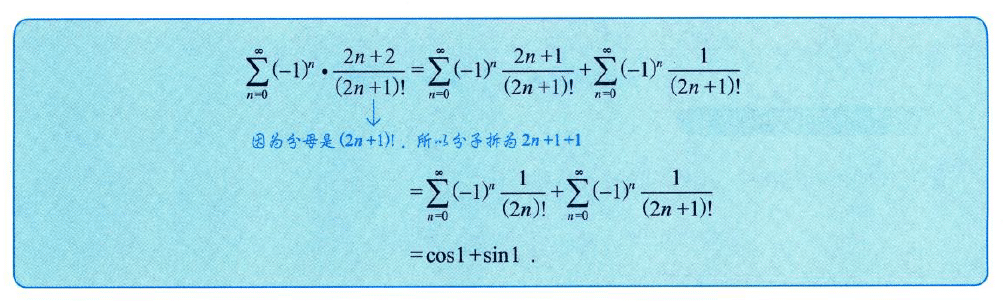 $\sum_{n=0}^{\infty}(-1)^n \cdot \frac{2n+2}{(2n+1)!} = \sum_{n=0}^{\infty}(-1)^n \frac{2n+1}{(2n+1)!} + \sum_{n=0}^{\infty}(-1)^n \frac{1}{(2n+1)!}$
因为分母是(2n+1)!，所以分子拆为2n+1+1
$= \sum_{n=0}^{\infty}(-1)^n \frac{1}{(2n)!} + \sum_{n=0}^{\infty}(-1)^n \frac{1}{(2n+1)!}$
$= \cos 1 + \sin 1 .$